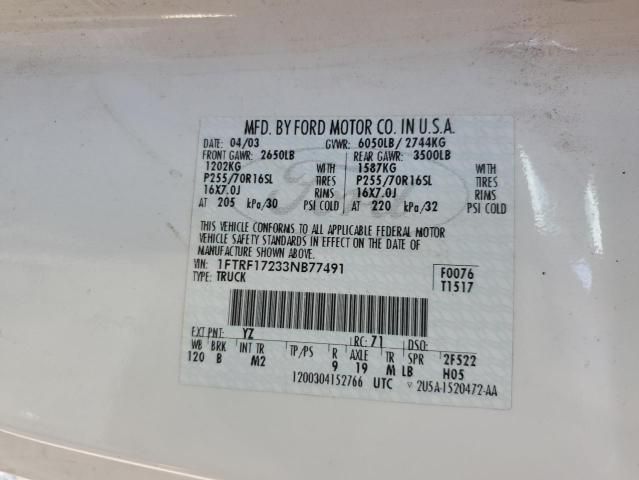 MFD. BY FORD MOTOR CO. IN U.S.A.
DATE: 04/03 GVWR: 6050LB/ 2744KG
FRONT GAWR: 2650LB REAR GAWR: 3500LB
1202KG WITH 1587KG WITH
P255/70R16SL TIRES P255/70R16SL TIRES
16X7.0J RIMS 16X7.0J RIMS
AT 205 kPa/30 PSI COLD AT 220 kPa/32 PSI COLD
THIS VEHICLE CONFORMS TO ALL APPLICABLE FEDERAL MOTOR
VEHICLE SAFETY STANDARDS IN EFFECT ON THE DATE OF
MANUFACTURE SHOWN ABOVE.
VIN: 1FTRF17233NB77491 F0076
TYPE: TRUCK T1517
EXT PNT: YZ RC: 71 DSO:
WB BRK INT TR TP/PS R AXLE TR SPR 2F522
120 B M2 9 19 M LB H05
1200304152766 UTC ▽ 2U5A-1520472-AA